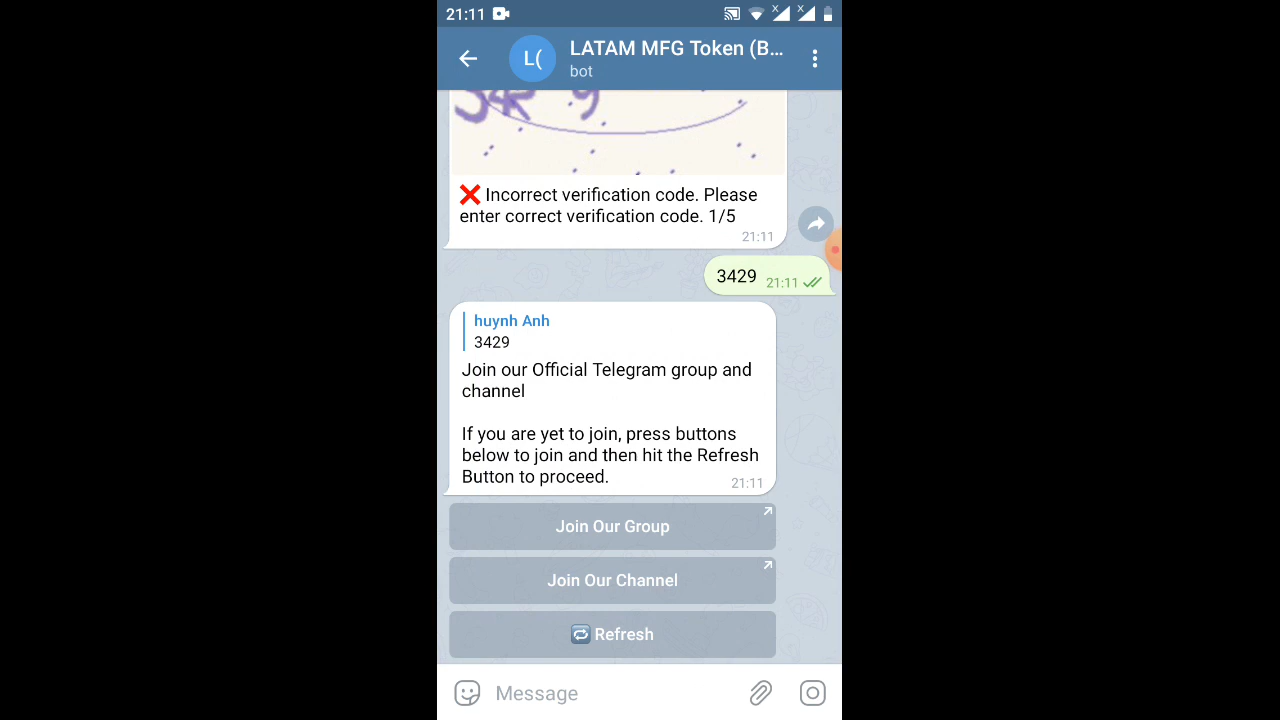 21:11
LATAM MFG Token (B...
L(
bot
❌ Incorrect verification code. Please
enter correct verification code. 1/5
21:11
3429 21:11
huynh Anh
3429
Join our Official Telegram group and
channel
If you are yet to join, press buttons
below to join and then hit the Refresh
Button to proceed.
21:11
Join Our Group
Join Our Channel
🔁 Refresh
Message